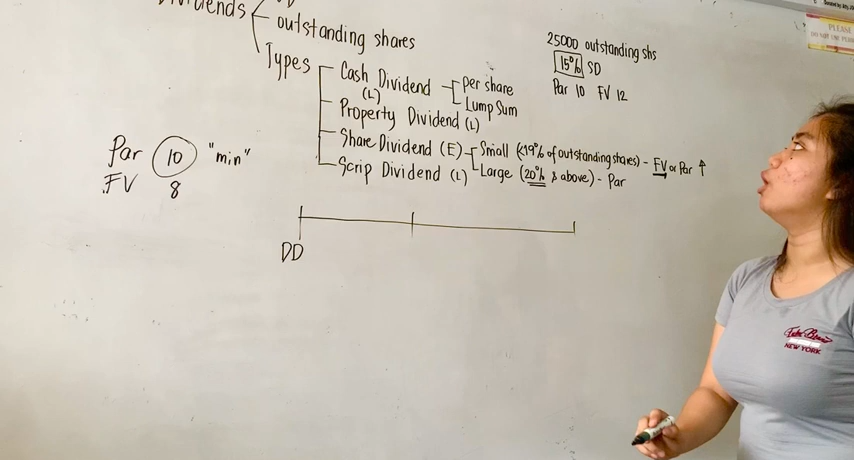 Dividends
outstanding shares
Types
Cash Dividend
(L)
Per share
Lump Sum
Property Dividend (L)
Share Dividend (E)
Small (<19% of outstanding shares) - FV or Par ↑
Large (20% & above) - Par
Scrip Dividend (L)
25000 outstanding shs
15% SD
Par 10 FV 12
Par 10 "min"
FV 8
DD
PLEASE
NEW YORK